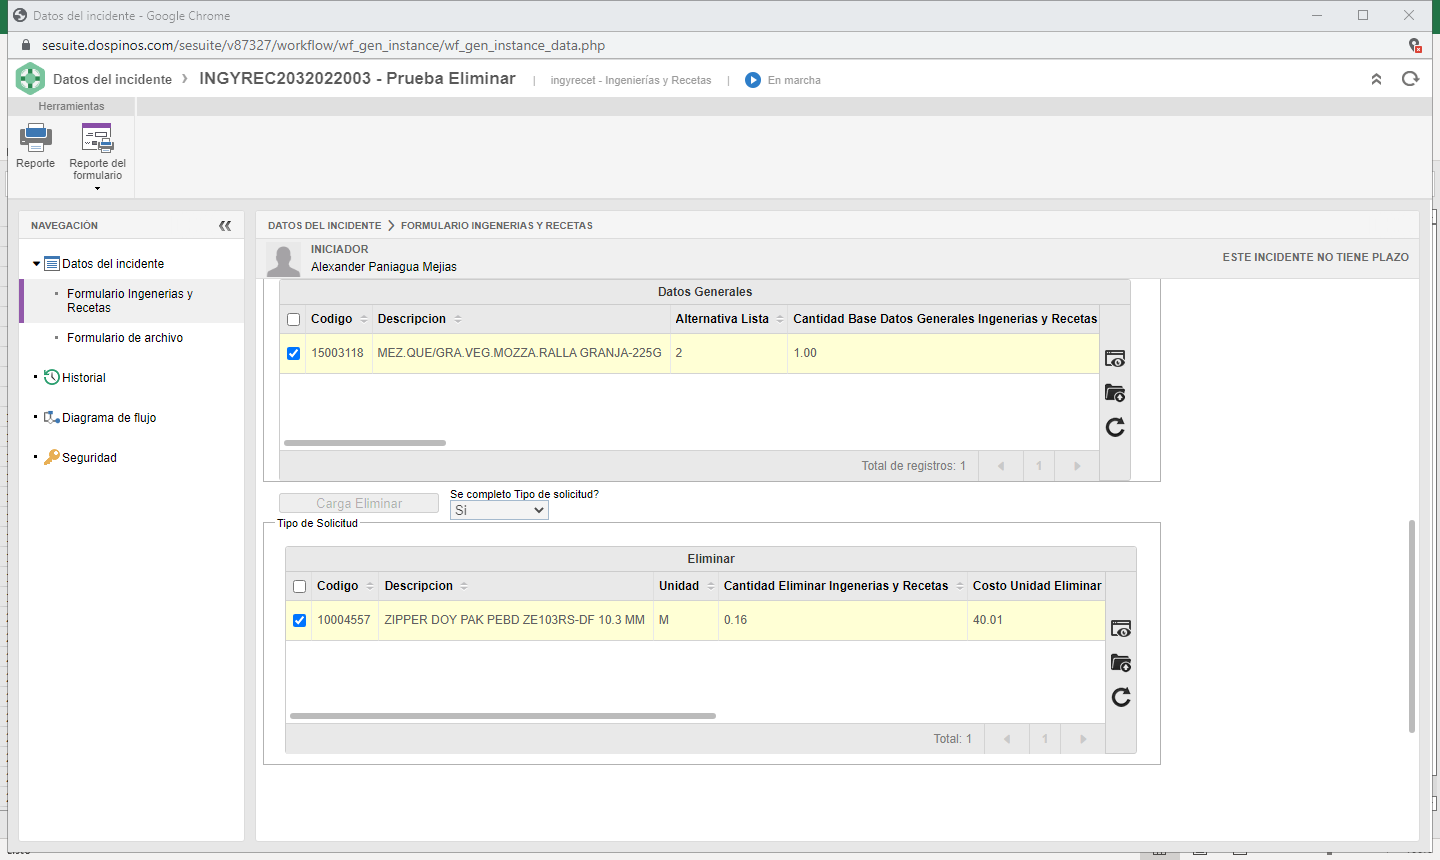 Datos del incidente - Google Chrome
sesuite.dospinos.com/sesuite/v87327/workflow/wf_gen_instance/wf_gen_instance_data.php
Datos del incidente > INGYREC2032022003 - Prueba Eliminar | ingyrecet - Ingenierías y Recetas | En marcha
Herramientas
Reporte
Reporte del
formulario
NAVEGACIÓN
Datos del incidente
Formulario Ingenerias y
Recetas
Formulario de archivo
Historial
Diagrama de flujo
Seguridad
DATOS DEL INCIDENTE > FORMULARIO INGENERIAS Y RECETAS
INICIADOR
Alexander Paniagua Mejias
ESTE INCIDENTE NO TIENE PLAZO
Datos Generales
Codigo Descripcion Alternativa Lista Cantidad Base Datos Generales Ingenerias y Recetas
15003118 MEZ.QUE/GRA.VEG.MOZZA.RALLA GRANJA-225G 2 1.00
Total de registros: 1 1
Carga Eliminar
Se completo Tipo de solicitud?
Si
Tipo de Solicitud
Eliminar
Codigo Descripcion Unidad Cantidad Eliminar Ingenerias y Recetas Costo Unidad Eliminar
10004557 ZIPPER DOY PAK PEBD ZE103RS-DF 10.3 MM M 0.16 40.01
Total: 1 1